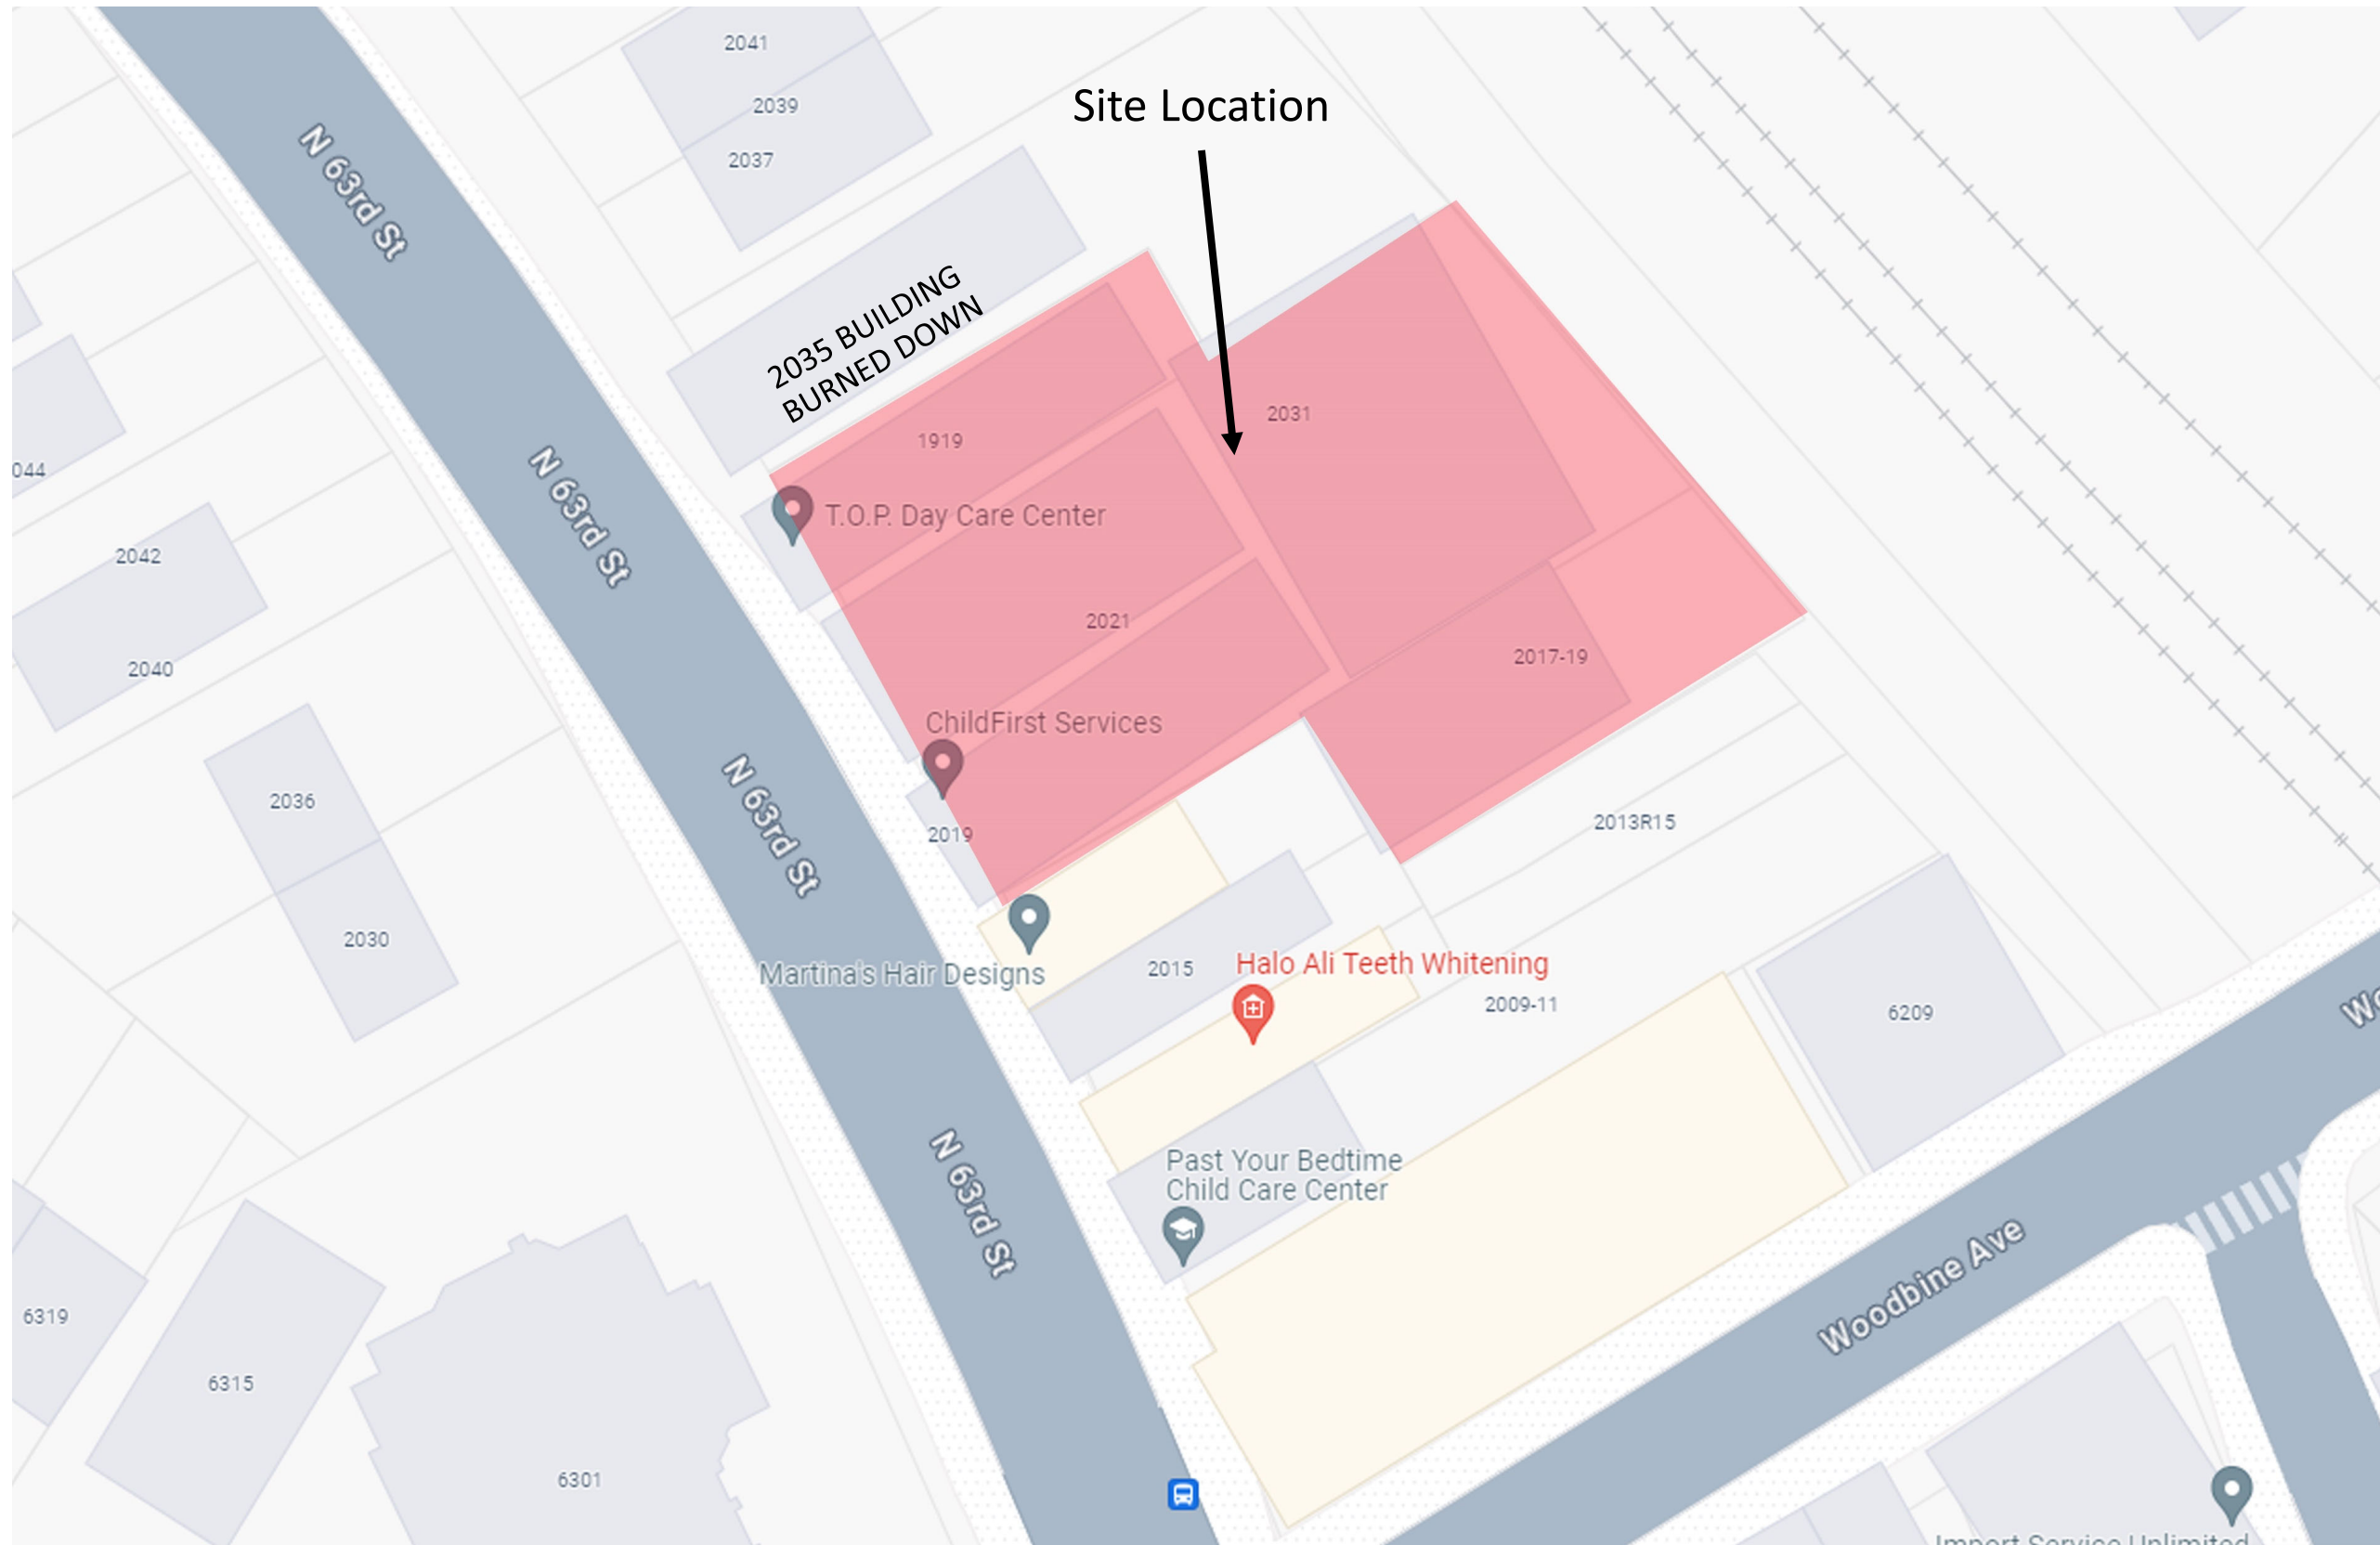 2041
2039
2037
Site Location
N 63rd St
2035 BUILDING
BURNED DOWN
1919
2031
N 63rd St
044
T.O.P. Day Care Center
2042
2021
2017-19
2040
ChildFirst Services
N 63rd St
2036
2019
2013R15
2030
Martina's Hair Designs
2015
Halo Ali Teeth Whitening
2009-11
6209
Wo
N 63rd St
Past Your Bedtime
Child Care Center
Woodbine Ave
6319
6315
6301
Import Service Unlimited